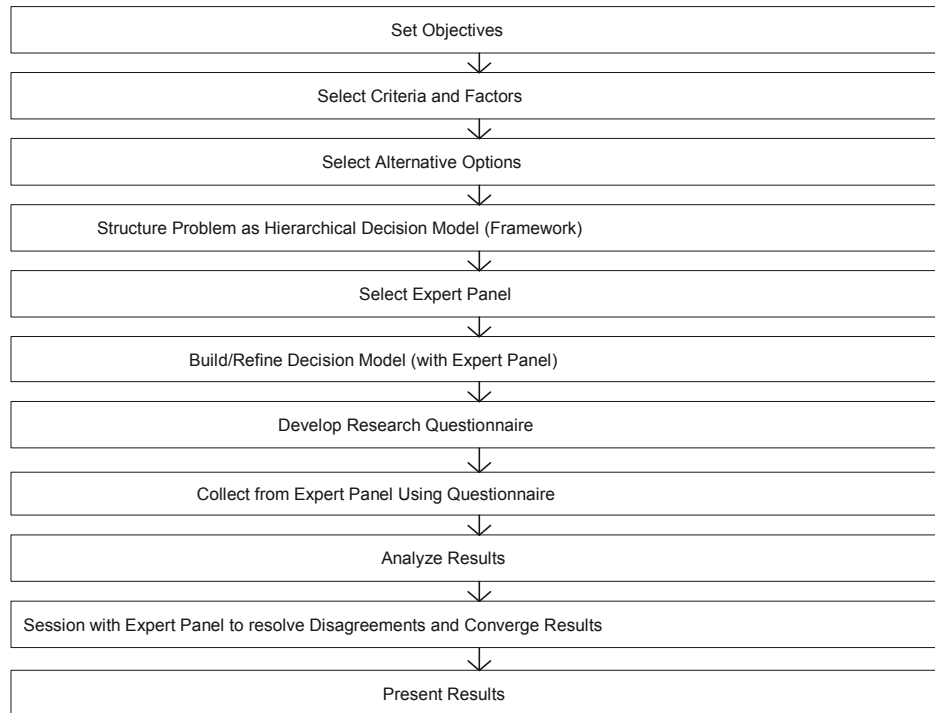 Set Objectives
Select Criteria and Factors
Select Alternative Options
Structure Problem as Hierarchical Decision Model (Framework)
Select Expert Panel
Build/Refine Decision Model (with Expert Panel)
Develop Research Questionnaire
Collect from Expert Panel Using Questionnaire
Analyze Results
Session with Expert Panel to resolve Disagreements and Converge Results
Present Results